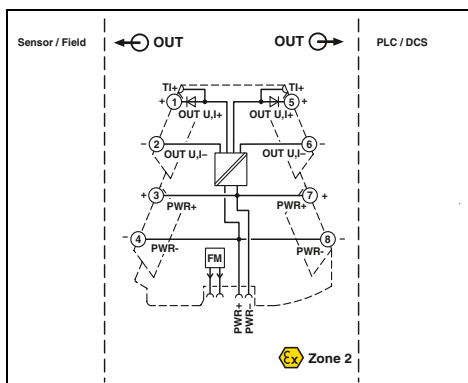 Sensor / Field
OUT
OUT
PLC / DCS
TI+
TI+
+ 1
5 +
OUT U,I+
OUT U,I+
- 2
6 -
OUT U,I–
OUT U,I–
+ 3
7 +
PWR+
PWR+
- 4
8 -
PWR-
PWR-
FM
PWR+
PWR–
Ex Zone 2